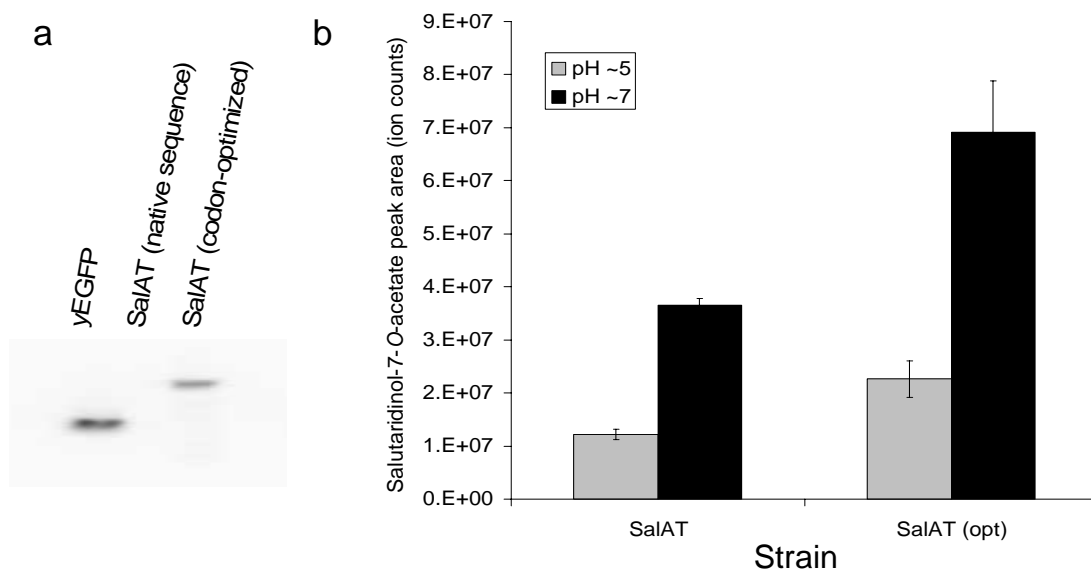 a
yEGFP
SalAT (native sequence)
SalAT (codon-optimized)
b
Salutaridinol-7-O-acetate peak area (ion counts)
9.E+07
8.E+07
7.E+07
6.E+07
5.E+07
4.E+07
3.E+07
2.E+07
1.E+07
0.E+00
pH ~5
pH ~7
SalAT
SalAT (opt)
Strain